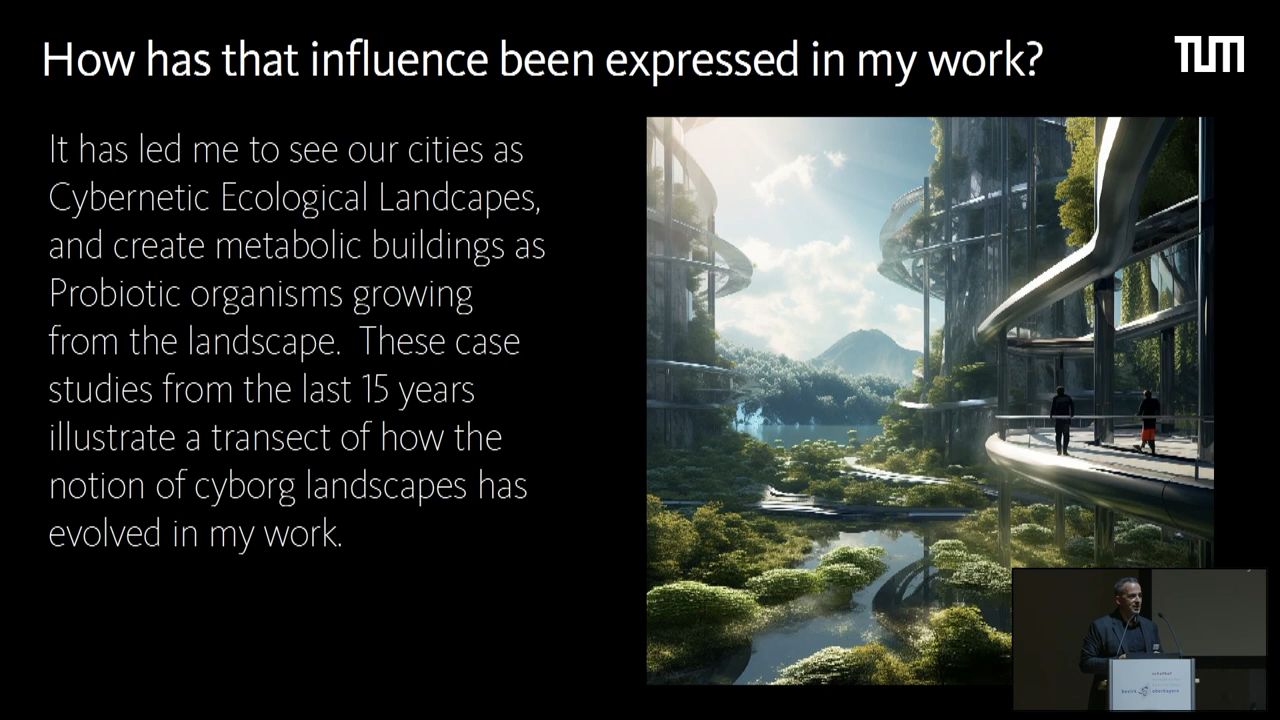 How has that influence been expressed in my work?
TUM
It has led me to see our cities as
Cybernetic Ecological Landcapes,
and create metabolic buildings as
Probiotic organisms growing
from the landscape.  These case
studies from the last 15 years
illustrate a transect of how the
notion of cyborg landscapes has
evolved in my work.
bezirk
oberbayern